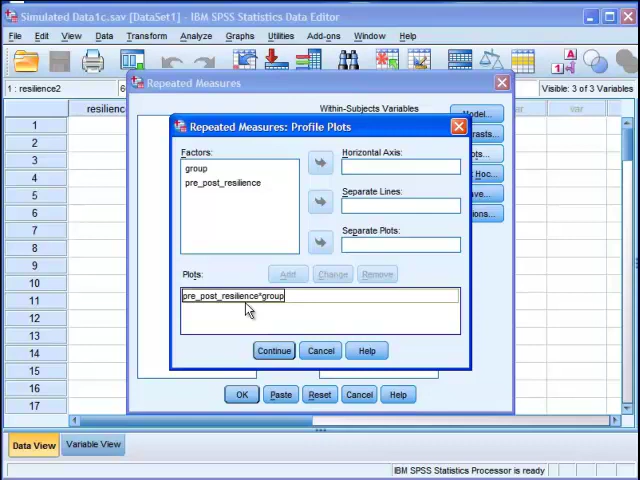 Simulated Data1c.sav [DataSet1] - IBM SPSS Statistics Data Editor
File Edit View Data Transform Analyze Graphs Utilities Add-ons Window Help
1 : resilience2
Visible: 3 of 3 Variables
Repeated Measures
Within-Subjects Variables
Model...
Repeated Measures: Profile Plots
Factors:
group
pre_post_resilience
Horizontal Axis:
Separate Lines:
Separate Plots:
Plots:
Add Change Remove
pre_post_resilience*group
Continue Cancel Help
OK Paste Reset Cancel Help
var
1
2
3
4
5
6
7
8
9
10
11
12
13
14
15
16
17
Data View Variable View
IBM SPSS Statistics Processor is ready